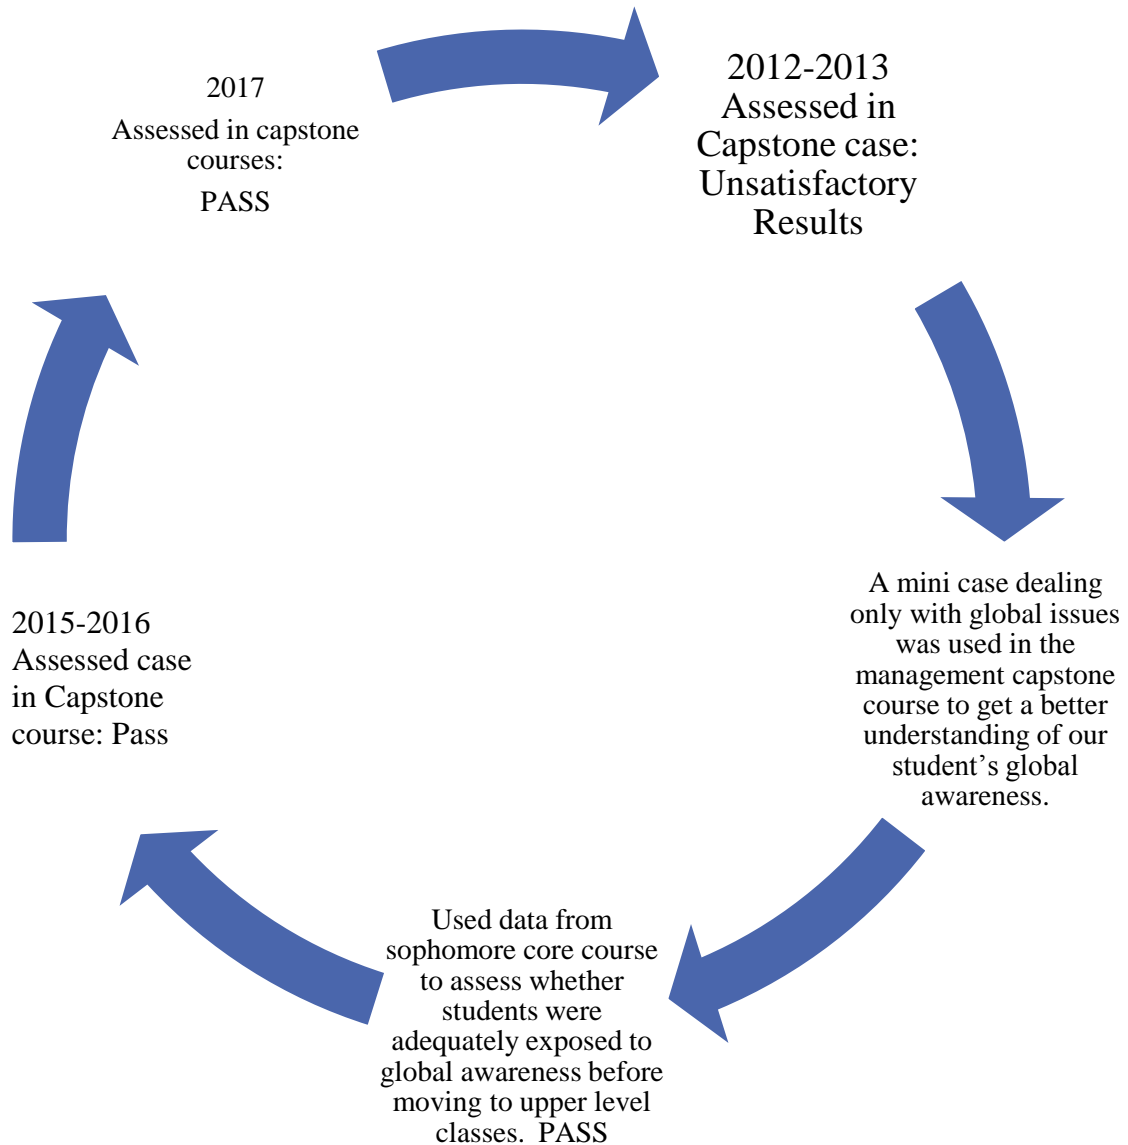 2012-2013
Assessed in
Capstone case:
Unsatisfactory
Results
A mini case dealing
only with global issues
was used in the
management capstone
course to get a better
understanding of our
student’s global
awareness.
Used data from
sophomore core course
to assess whether
students were
adequately exposed to
global awareness before
moving to upper level
classes.  PASS
2015-2016
Assessed case
in Capstone
course: Pass
2017
Assessed in capstone
courses:
PASS